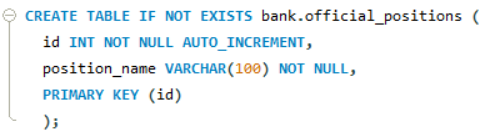 CREATE TABLE IF NOT EXISTS bank.official_positions (
id INT NOT NULL AUTO_INCREMENT,
position_name VARCHAR(100) NOT NULL,
PRIMARY KEY (id)
);